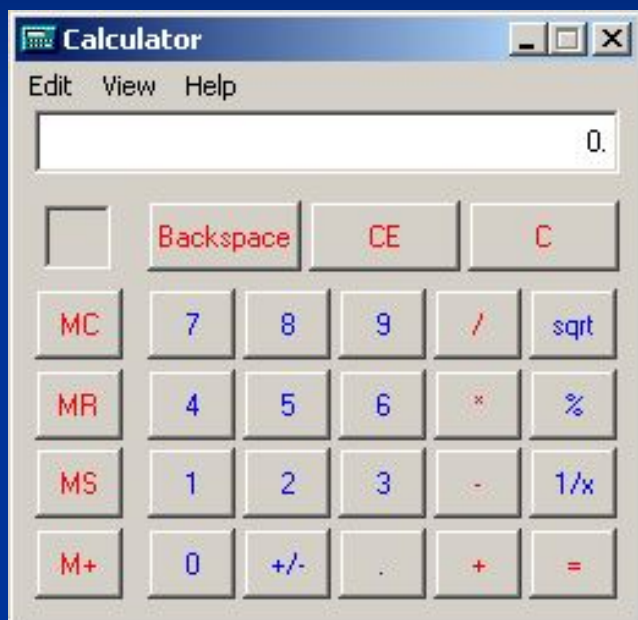 Calculator
Edit View Help
0.
Backspace CE C
MC 7 8 9 / sqrt
MR 4 5 6 * %
MS 1 2 3 - 1/x
M+ 0 +/- . + =